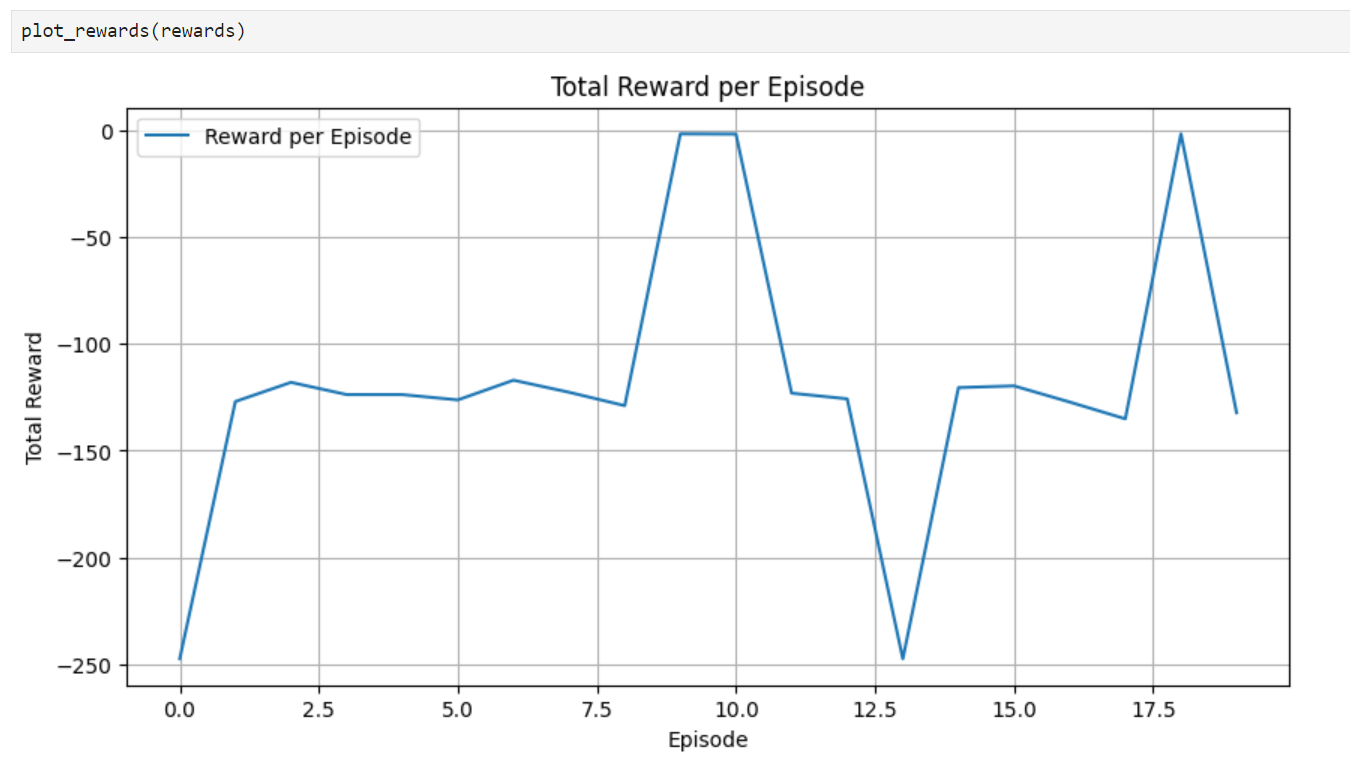 plot_rewards(rewards)
Total Reward per Episode
Reward per Episode
0
−50
−100
−150
−200
−250
Total Reward
0.0 2.5 5.0 7.5 10.0 12.5 15.0 17.5
Episode